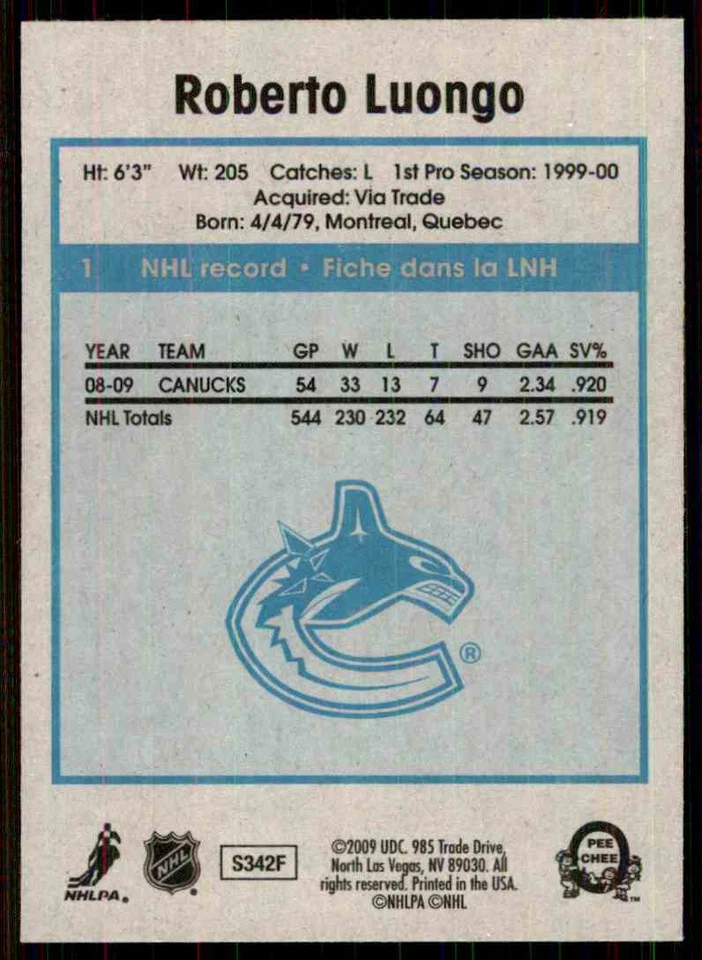 Roberto Luongo
Ht: 6'3" Wt: 205 Catches: L 1st Pro Season: 1999-00
Acquired: Via Trade
Born: 4/4/79, Montreal, Quebec
1 NHL record • Fiche dans la LNH
YEAR TEAM GP W L T SHO GAA SV%
08-09 CANUCKS 54 33 13 7 9 2.34 .920
NHL Totals 544 230 232 64 47 2.57 .919
®
NHLPA®
NHL
S342F
©2009 UDC. 985 Trade Drive,
North Las Vegas, NV 89030. All
rights reserved. Printed in the USA.
©NHLPA ©NHL
O
PEE
CHEE
™